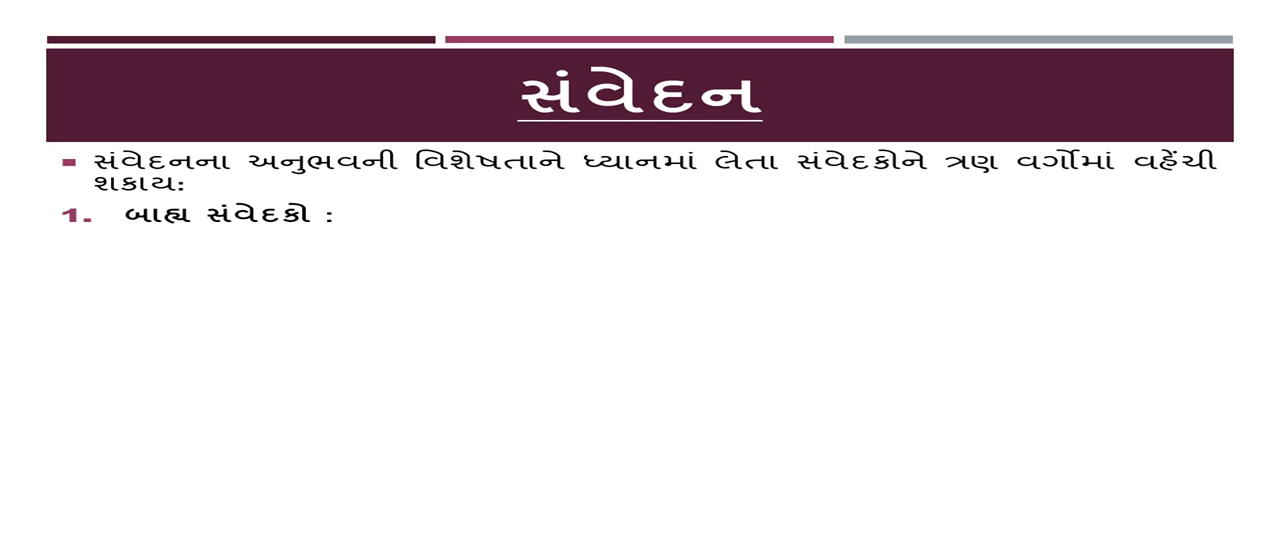 સંવેદન
સંવેદનના અનુભવની વિશેષતાને ધ્યાનમાં લેતા સંવેદકોને ત્રણ વર્ગોમાં વહેંચી
શકાય:
1. બાહ્ય સંવેદકો :